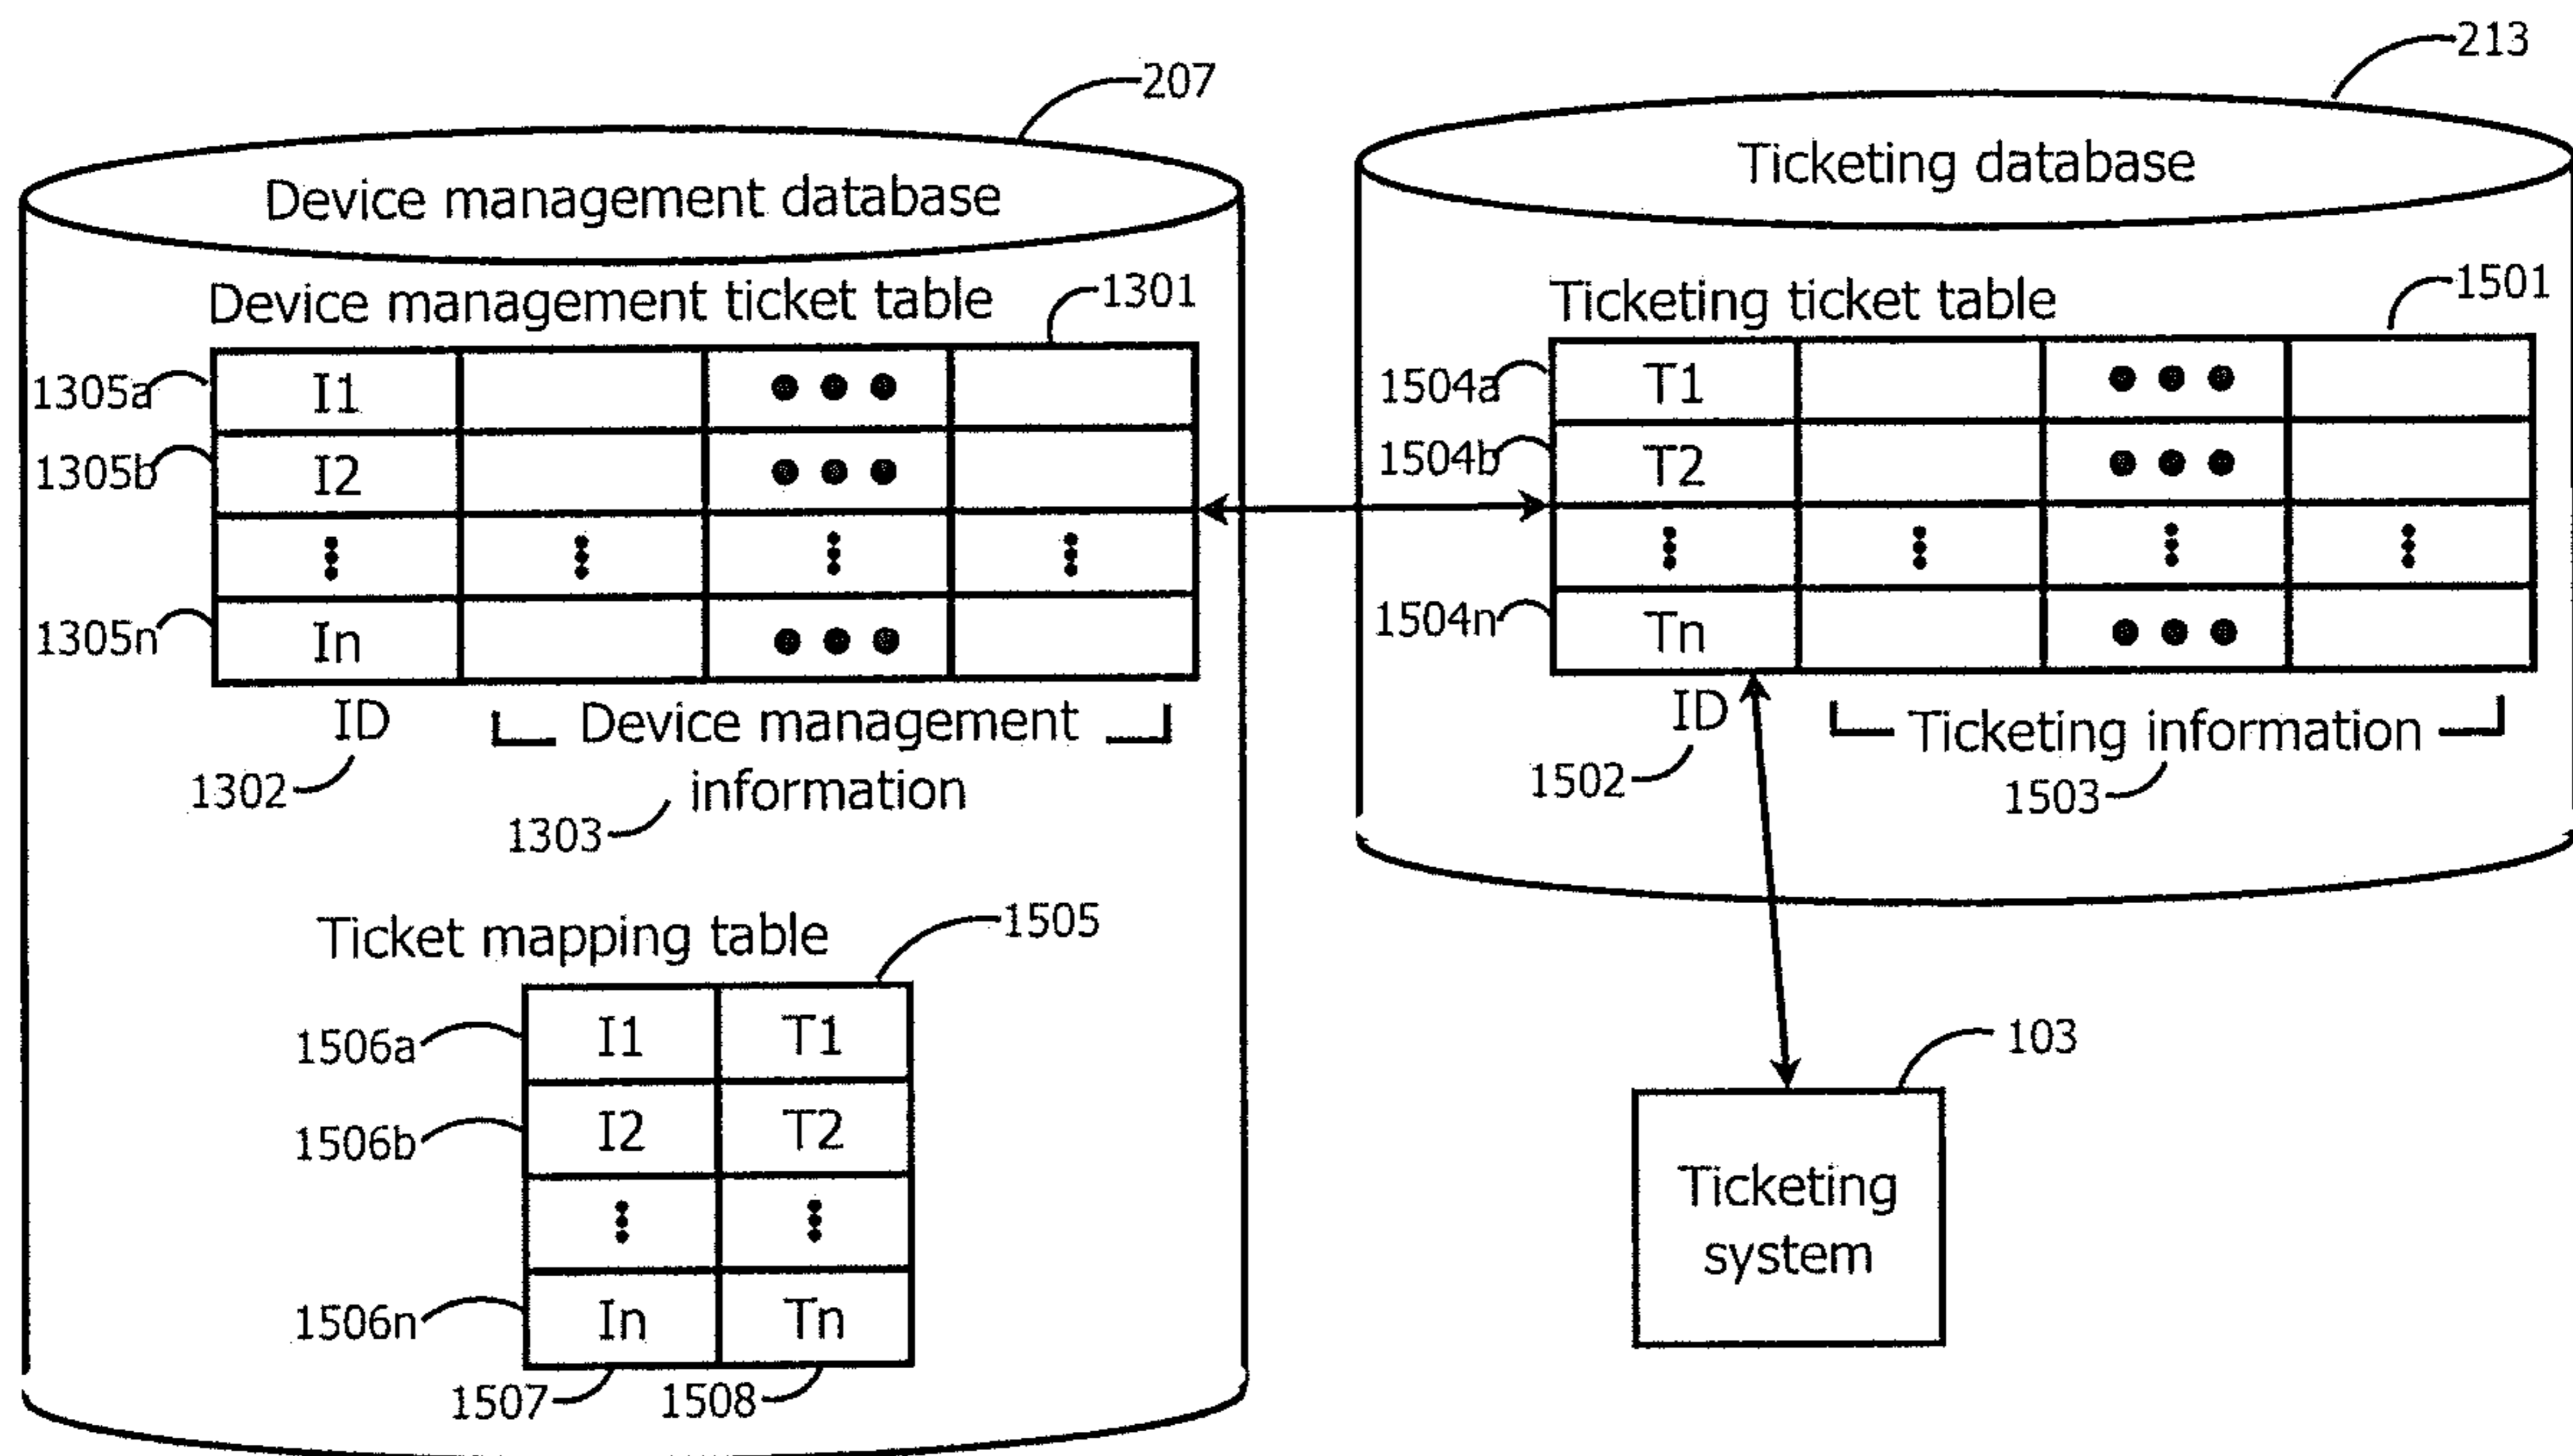 207
213
Device management database
Ticketing database
Device management ticket table
1301
Ticketing ticket table
1501
1305a
I1
1305b
I2
1305n
In
1504a
T1
1504b
T2
1504n
Tn
ID
1302
Device management
information
1303
ID
1502
Ticketing information
1503
Ticket mapping table
1505
1506a
I1
T1
1506b
I2
T2
1506n
In
Tn
1507
1508
103
Ticketing
system